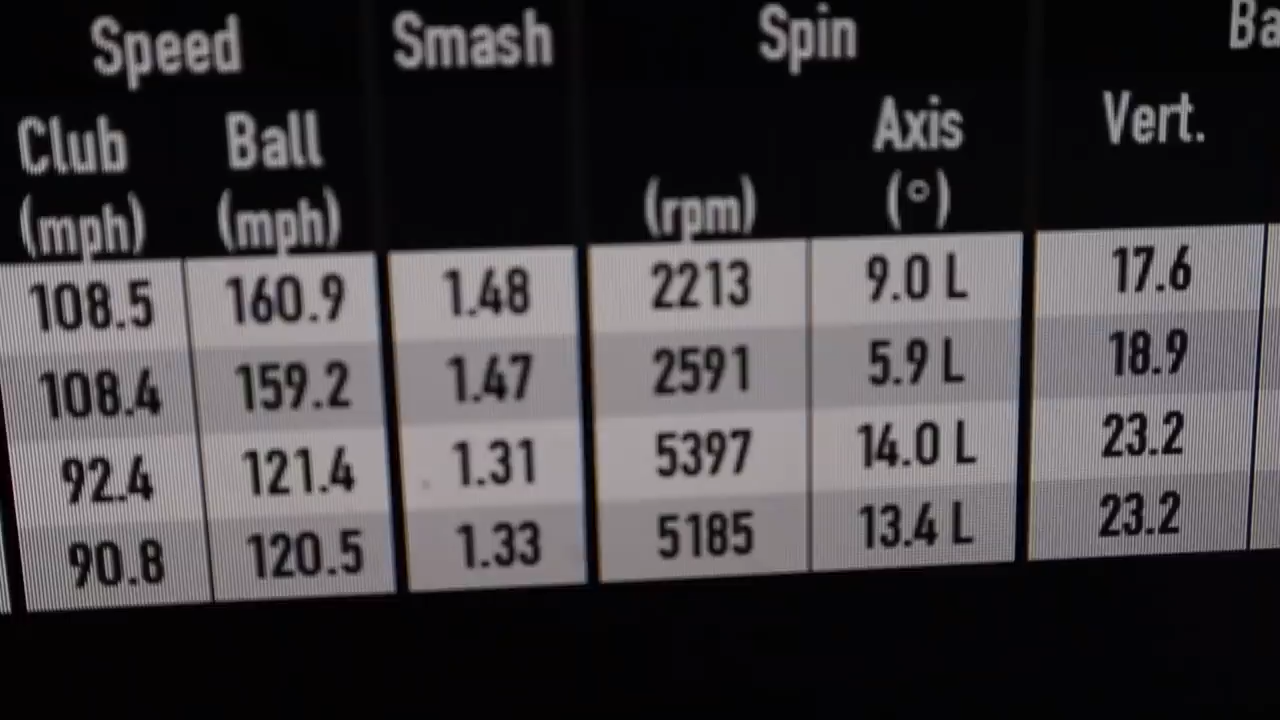 Speed Smash Spin Ba
Club Ball Axis Vert.
(mph) (mph) (rpm) (°)
108.5 160.9 1.48 2213 9.0 L 17.6
108.4 159.2 1.47 2591 5.9 L 18.9
92.4 121.4 1.31 5397 14.0 L 23.2
90.8 120.5 1.33 5185 13.4 L 23.2